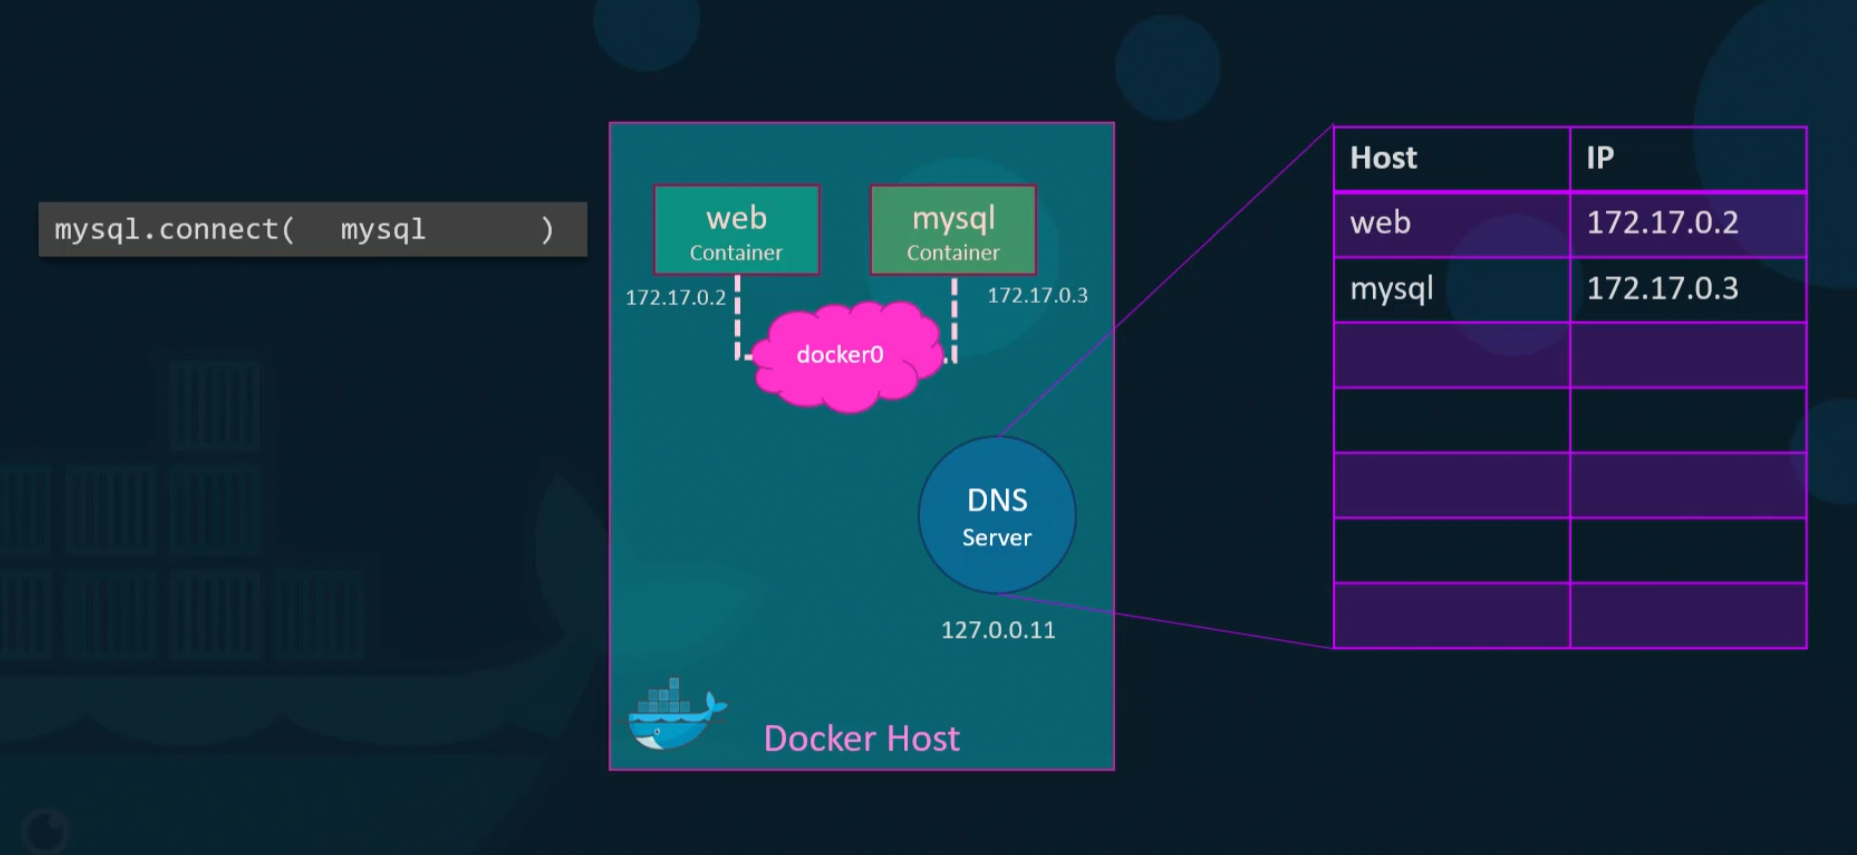 mysql.connect( mysql )
web
Container
172.17.0.2
mysql
Container
172.17.0.3
docker0
DNS
Server
127.0.0.11
Docker Host
Host IP
web 172.17.0.2
mysql 172.17.0.3